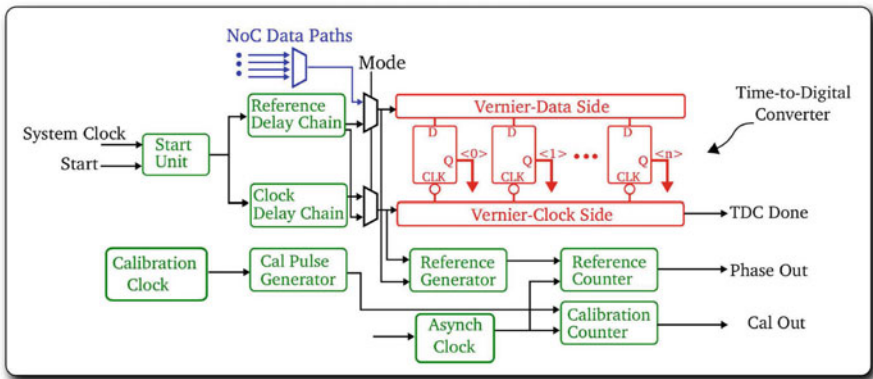 NoC Data Paths
Mode
Reference
Delay Chain
Vernier-Data Side
Time-to-Digital
Converter
System Clock
Start
Start
Unit
D
Q
CLK
<0>
D
Q
CLK
<1>
D
Q
CLK
<n>
Clock
Delay Chain
Vernier-Clock Side
TDC Done
Calibration
Clock
Cal Pulse
Generator
Reference
Generator
Reference
Counter
Phase Out
Asynch
Clock
Calibration
Counter
Cal Out